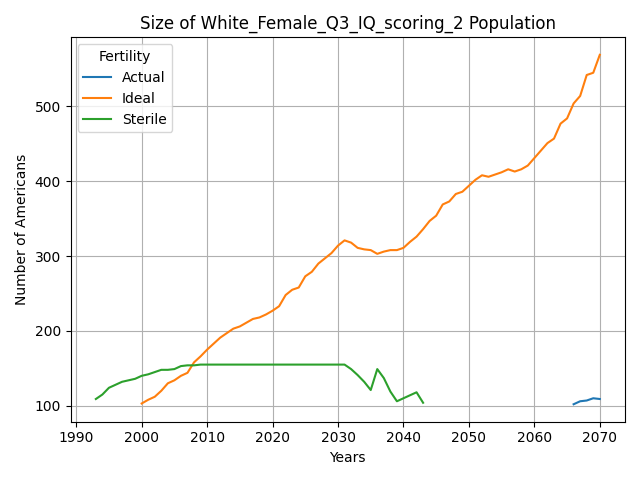 Size of White_Female_Q3_IQ_scoring_2 Population
Fertility
Actual
Ideal
Sterile
Number of Americans
500
400
300
200
100
1990
2000
2010
2020
2030
2040
2050
2060
2070
Years